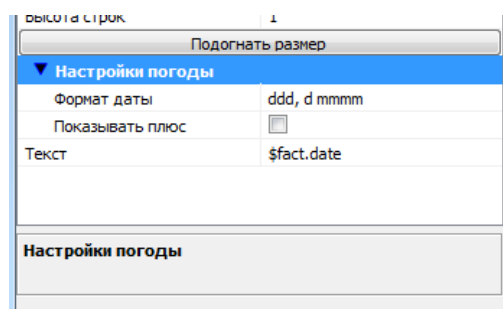 Высота строк 1
Подогнать размер
Настройки погоды
Формат даты ddd, d mmmm
Показывать плюс
Текст $fact.date
Настройки погоды